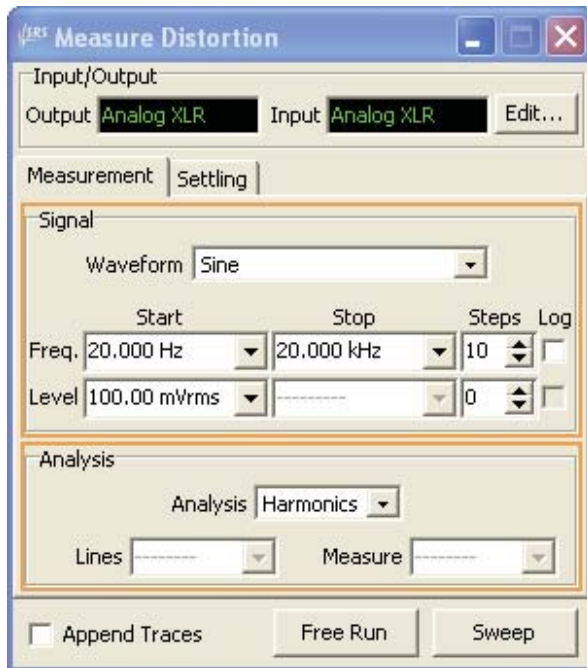 SRS Measure Distortion
Input/Output
Output Analog XLR Input Analog XLR Edit...
Measurement Settling
Signal
Waveform Sine
Start Stop Steps Log
Freq. 20.000 Hz 20.000 kHz 10
Level 100.00 mVrms --------- 0
Analysis
Analysis Harmonics
Lines -------- Measure --------
Append Traces Free Run Sweep